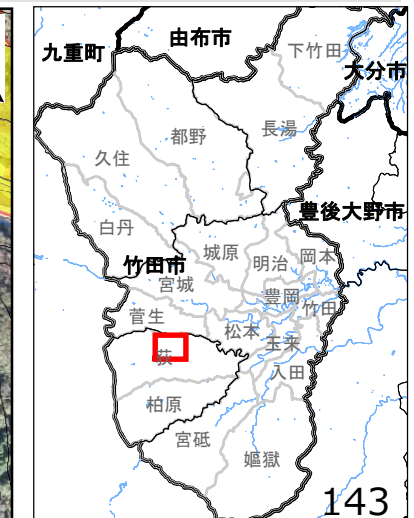 由布市
九重町
下竹田
大分市
都野
長湯
久住
豊後大野市
白丹
城原
明治
岡本
竹田市
宮城
豊岡
竹田
菅生
松本
玉来
荻
入田
柏原
宮砥
嫗獄
143